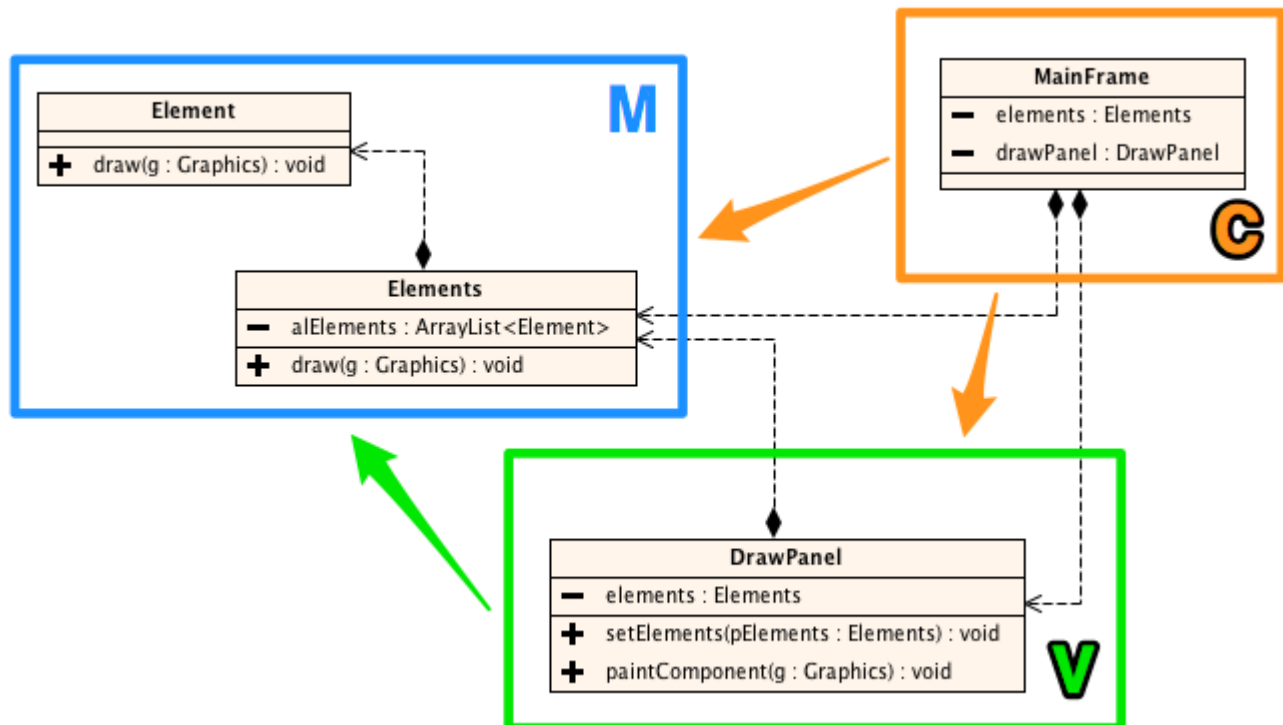 M
Element
+ draw(g : Graphics) : void
Elements
- alElements : ArrayList<Element>
+ draw(g : Graphics) : void
MainFrame
- elements : Elements
- drawPanel : DrawPanel
C
DrawPanel
- elements : Elements
+ setElements(pElements : Elements) : void
+ paintComponent(g : Graphics) : void
V